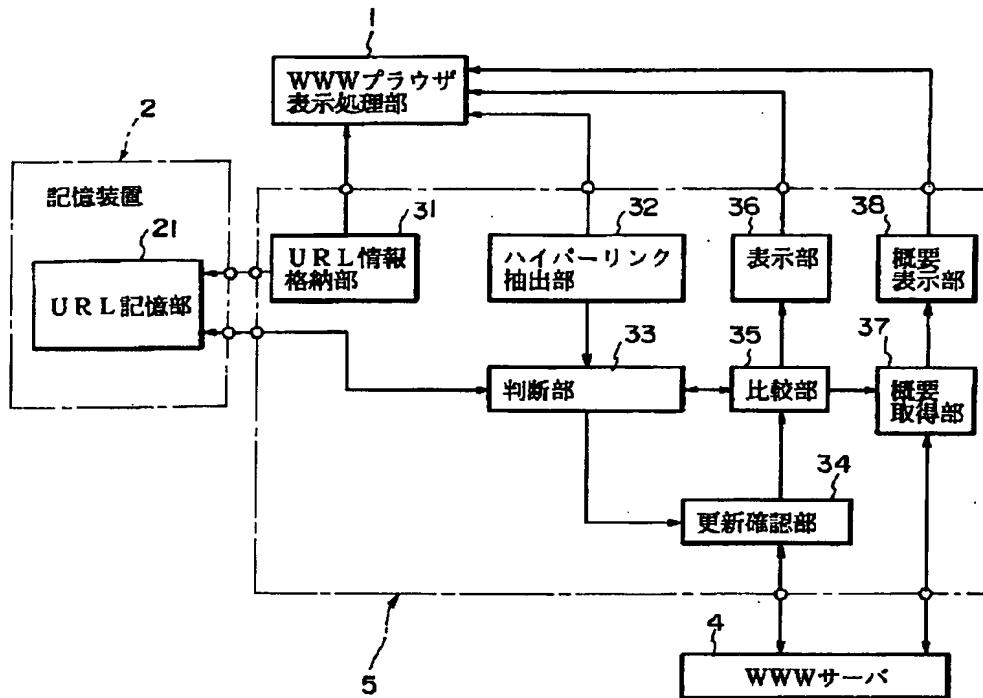 1
WWWブラウザ
表示処理部
2
記憶装置
21
URL記憶部
31
URL情報
格納部
32
ハイパーリンク
抽出部
36
表示部
38
概要
表示部
33
判断部
35
比較部
37
概要
取得部
34
更新確認部
5
4
WWWサーバ